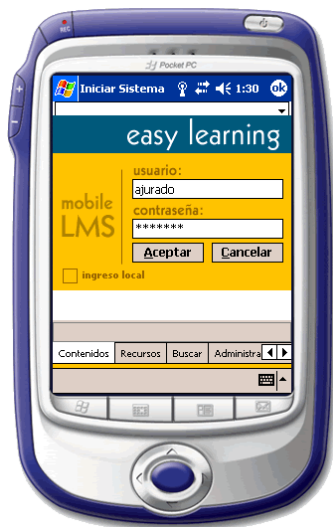 REC
Pocket PC
Iniciar Sistema 1:30 ok
easy learning
usuario:
ajurado
mobile
LMS
contraseña:
*******
Aceptar Cancelar
ingreso local
Contenidos Recursos Buscar Administra